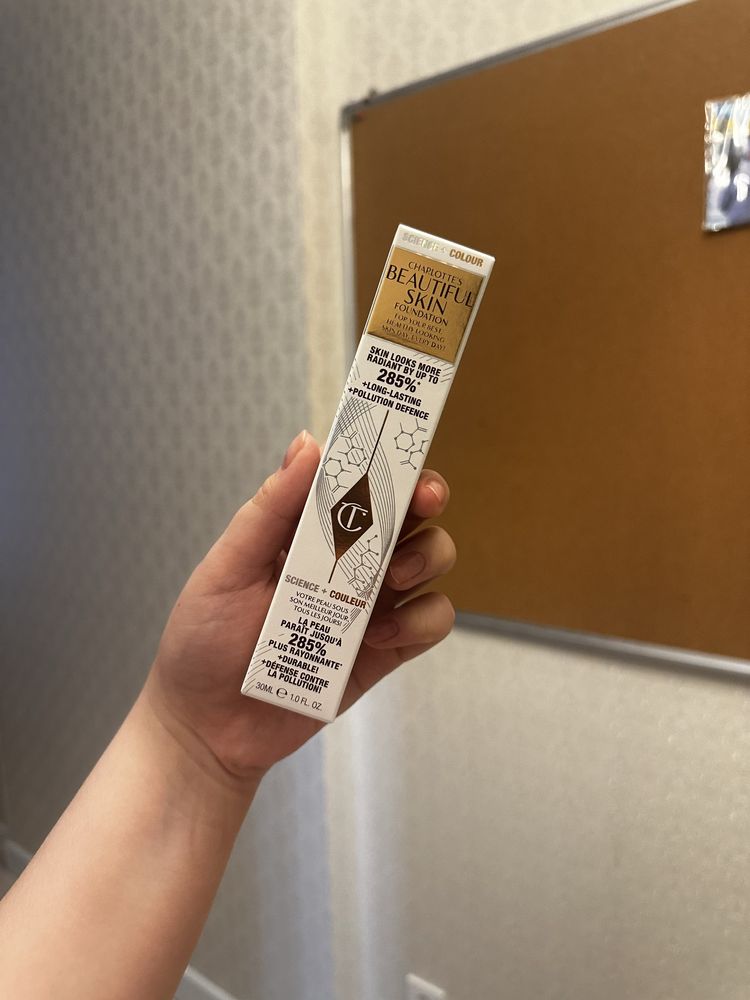 SCIENCE + COLOUR
CHARLOTTE'S
BEAUTIFUL
SKIN
FOUNDATION
FOR YOUR BEST
HEALTHY LOOKING
SKIN DAY, EVERY DAY!
SKIN LOOKS MORE
RADIANT BY UP TO
285%*
+LONG-LASTING
+POLLUTION DEFENCE
CT
SCIENCE + COULEUR
VOTRE PEAU SOUS
SON MEILLEUR JOUR,
TOUS LES JOURS!
LA PEAU
PARAÎT JUSQU'À
285%
PLUS RAYONNANTE*
+DURABLE!
+DÉFENSE CONTRE
LA POLLUTION!
30ML ℮ 1.0 FL. OZ.